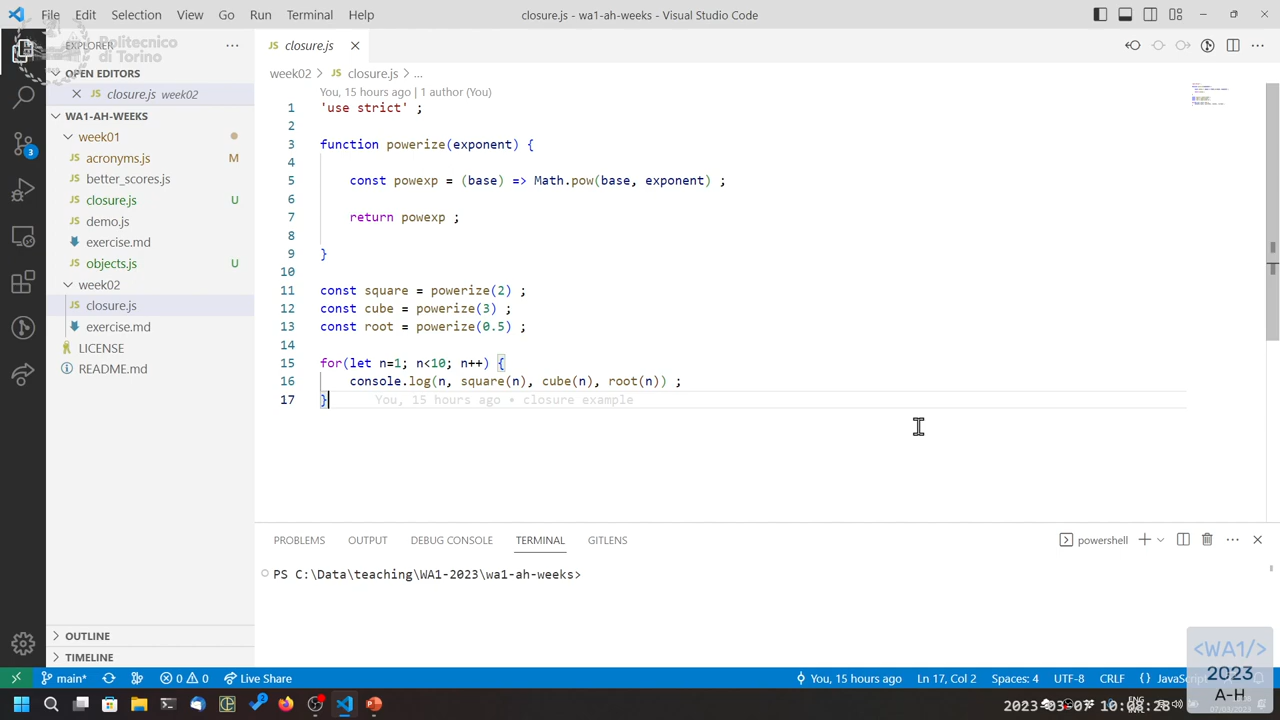 File Edit Selection View Go Run Terminal Help
closure.js - wa1-ah-weeks - Visual Studio Code
EXPLORER
Politecnico
di Torino
OPEN EDITORS
closure.js week02
WA1-AH-WEEKS
week01
acronyms.js M
better_scores.js
closure.js U
demo.js
exercise.md
objects.js U
week02
closure.js
exercise.md
LICENSE
README.md
OUTLINE
TIMELINE
3
JS closure.js
week02 > JS closure.js > ...
You, 15 hours ago | 1 author (You)
1 'use strict' ;
2
3 function powerize(exponent) {
4
5 const powexp = (base) => Math.pow(base, exponent) ;
6
7 return powexp ;
8
9 }
10
11 const square = powerize(2) ;
12 const cube = powerize(3) ;
13 const root = powerize(0.5) ;
14
15 for(let n=1; n<10; n++) {
16 console.log(n, square(n), cube(n), root(n)) ;
17 } You, 15 hours ago • closure example
PROBLEMS OUTPUT DEBUG CONSOLE TERMINAL GITLENS
powershell
PS C:\Data\teaching\WA1-2023\wa1-ah-weeks>
main* 0 0 Live Share
You, 15 hours ago Ln 17, Col 2 Spaces: 4 UTF-8 CRLF {} JavaScript
<WA1/>
2023
A-H
ENG